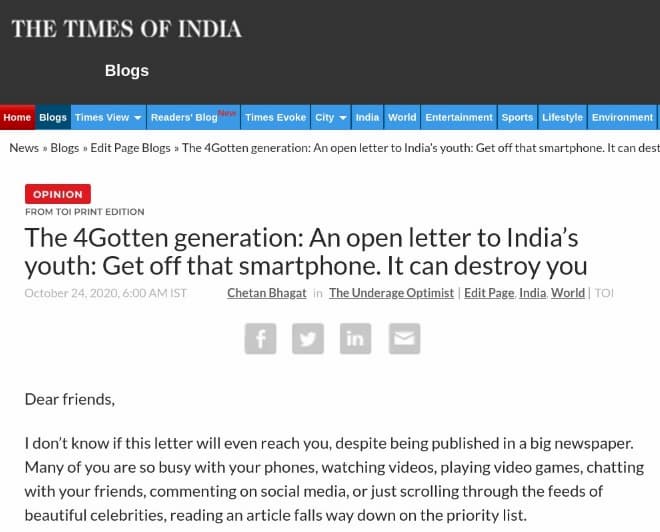 THE TIMES OF INDIA
Blogs
Home Blogs Times View Readers' Blog New Times Evoke City India World Entertainment Sports Lifestyle Environment
News » Blogs » Edit Page Blogs » The 4Gotten generation: An open letter to India's youth: Get off that smartphone. It can dest
OPINION
FROM TOI PRINT EDITION
The 4Gotten generation: An open letter to India's
youth: Get off that smartphone. It can destroy you
October 24, 2020, 6:00 AM IST Chetan Bhagat in The Underage Optimist | Edit Page, India, World | TOI
Dear friends,
I don't know if this letter will even reach you, despite being published in a big newspaper.
Many of you are so busy with your phones, watching videos, playing video games, chatting
with your friends, commenting on social media, or just scrolling through the feeds of
beautiful celebrities, reading an article falls way down on the priority list.